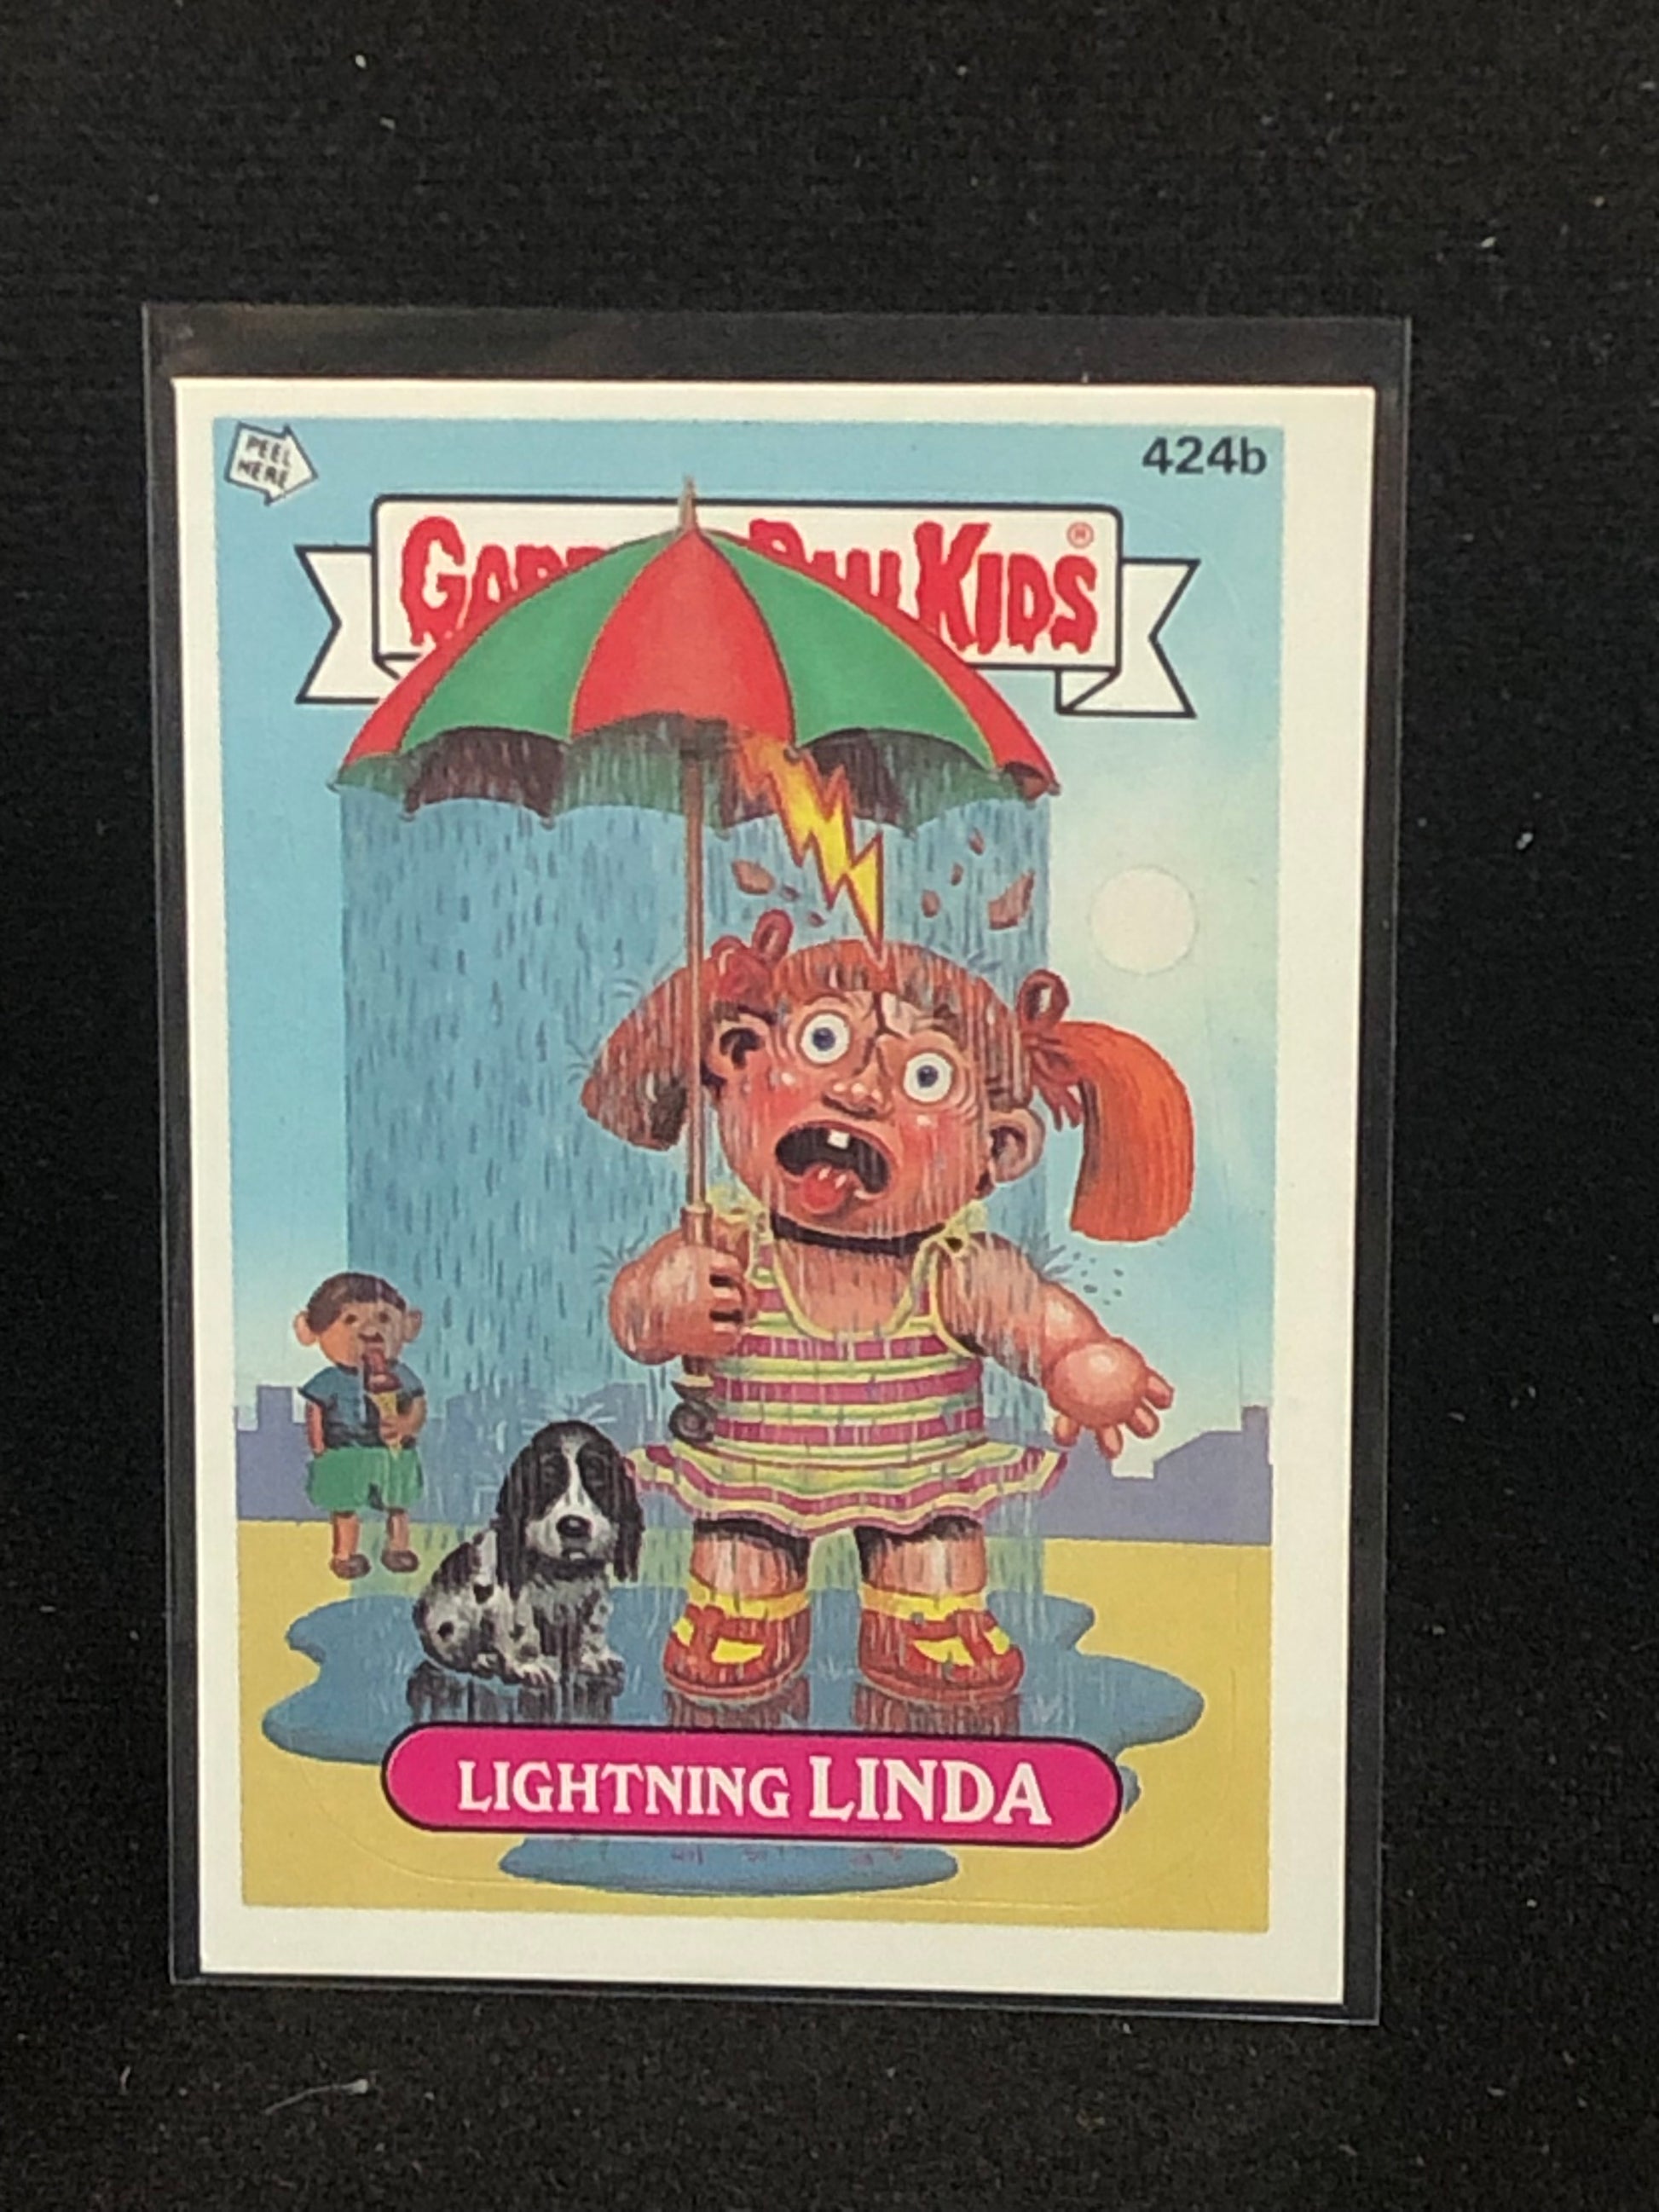 PEEL
HERE
424b
KIDS®
LIGHTNING LINDA